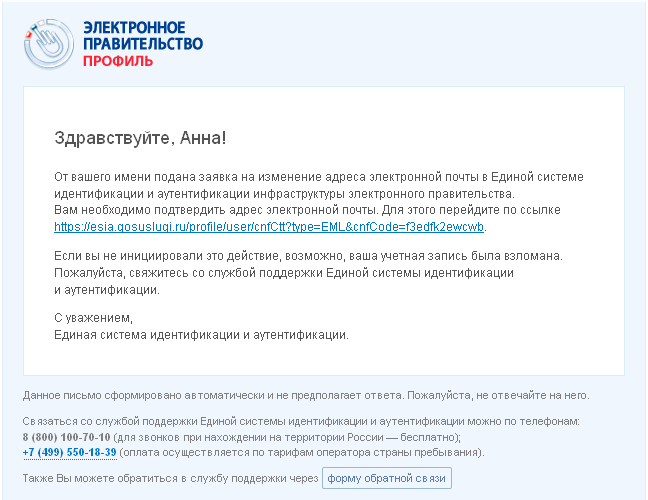 ЭЛЕКТРОННОЕ
ПРАВИТЕЛЬСТВО
ПРОФИЛЬ
Здравствуйте, Анна!
От вашего имени подана заявка на изменение адреса электронной почты в Единой системе
идентификации и аутентификации инфраструктуры электронного правительства.
Вам необходимо подтвердить адрес электронной почты. Для этого перейдите по ссылке
https://esia.gosuslugi.ru/profile/user/cnfCtt?type=EML&cnfCode=f3edfk2ewcwb.
Если вы не инициировали это действие, возможно, ваша учетная запись была взломана.
Пожалуйста, свяжитесь со службой поддержки Единой системы идентификации
и аутентификации.
С уважением,
Единая система идентификации и аутентификации.
Данное письмо сформировано автоматически и не предполагает ответа. Пожалуйста, не отвечайте на него.
Связаться со службой поддержки Единой системы идентификации и аутентификации можно по телефонам:
8 (800) 100-70-10 (для звонков при нахождении на территории России — бесплатно);
+7 (499) 550-18-39 (оплата осуществляется по тарифам оператора страны пребывания).
Также Вы можете обратиться в службу поддержки через форму обратной связи